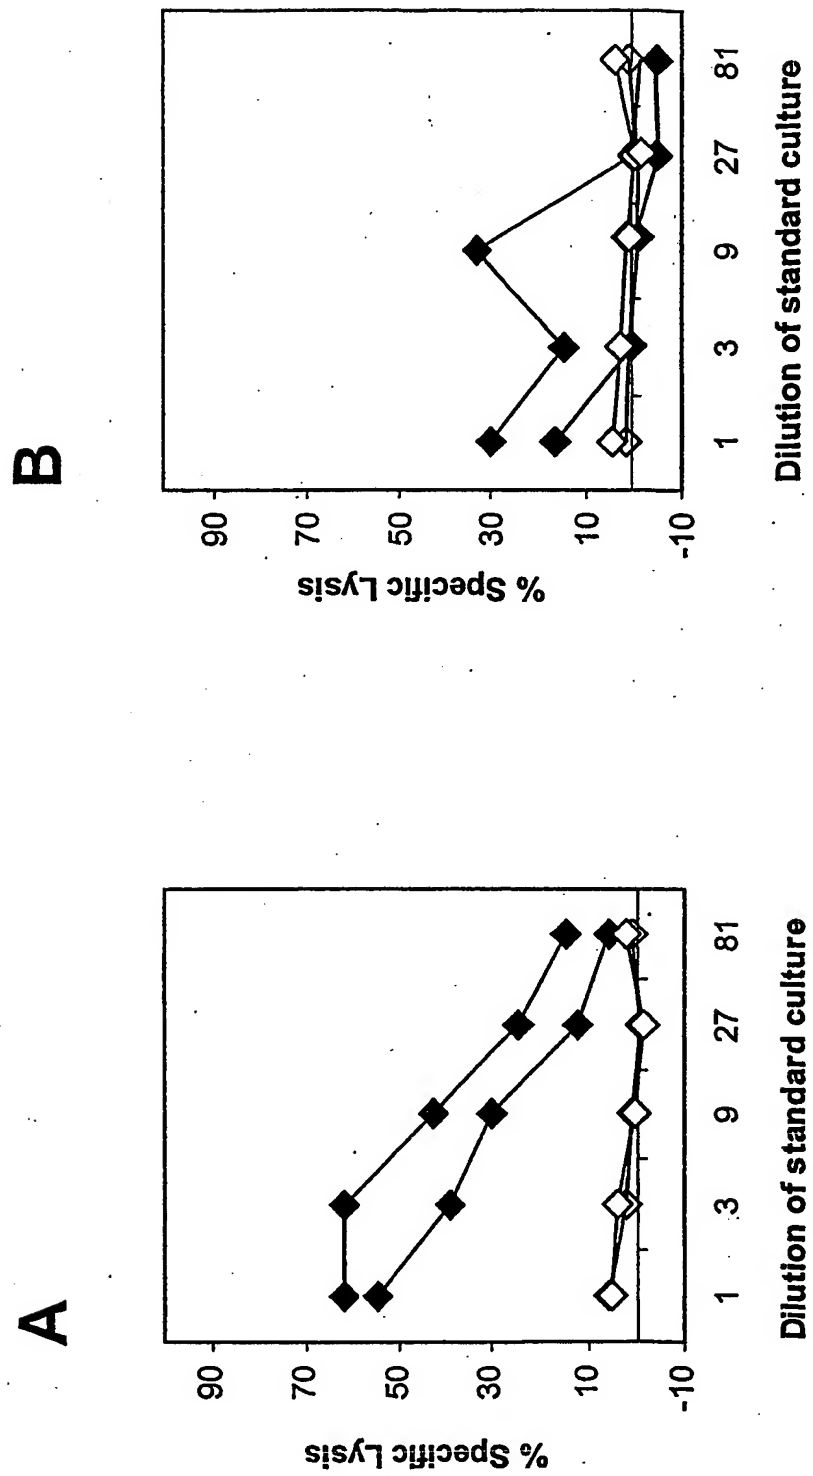 A
% Specific Lysis
90
70
50
30
10
-10
1 3 9 27 81
Dilution of standard culture
B
% Specific Lysis
90
70
50
30
10
-10
1 3 9 27 81
Dilution of standard culture